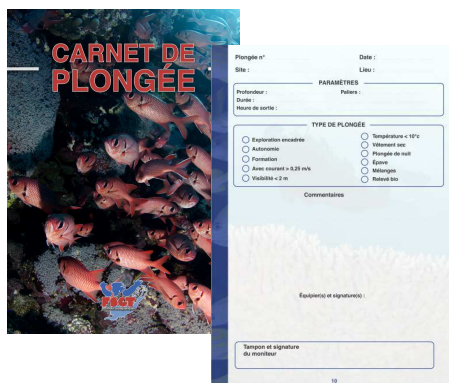 CARNET DE
PLONGÉE
FSGT
Plongée n°
Date :
Site :
Lieu :
PARAMÈTRES
Profondeur :
Paliers :
Durée :
Heure de sortie :
TYPE DE PLONGÉE
Exploration encadrée
Autonomie
Formation
Avec courant > 0,25 m/s
Visibilité < 2 m
Température < 10°c
Vêtement sec
Plongée de nuit
Épave
Mélanges
Relevé bio
Commentaires
Équipier(s) et signature(s) :
Tampon et signature
du moniteur
19